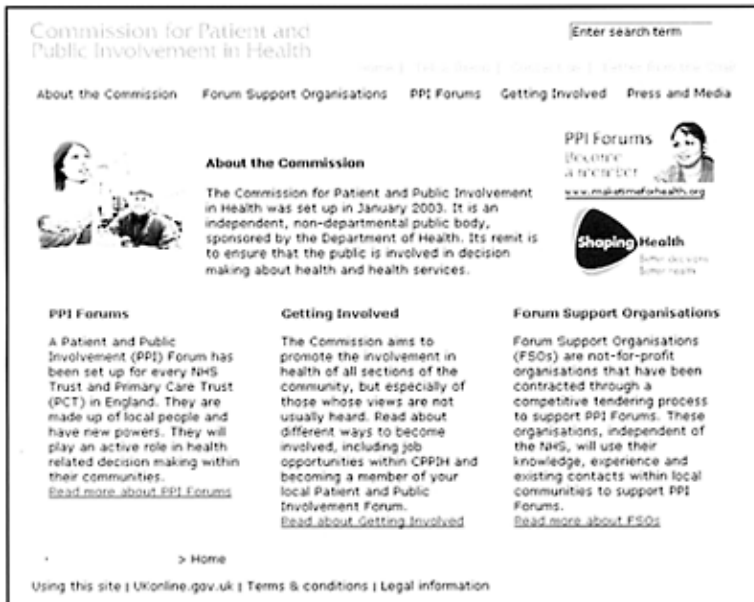 Commission for Patient and
Public Involvement in Health
Enter search term
About the Commission Forum Support Organisations PPI Forums Getting Involved Press and Media
PPI Forums
Become
a member
www.maketimeforhealth.org
About the Commission
The Commission for Patient and Public Involvement
in Health was set up in January 2003. It is an
independent, non-departmental public body,
sponsored by the Department of Health. Its remit is
to ensure that the public is involved in decision
making about health and health services.
Shaping Health
Better decisions
Better health
PPI Forums
A Patient and Public
Involvement (PPI) Forum has
been set up for every NHS
Trust and Primary Care Trust
(PCT) in England. They are
made up of local people and
have new powers. They will
play an active role in health
related decision making within
their communities.
Read more about PPI Forums
Getting Involved
The Commission aims to
promote the involvement in
health of all sections of the
community, but especially of
those whose views are not
usually heard. Read about
different ways to become
involved, including job
opportunities within CPPIH and
becoming a member of your
local Patient and Public
Involvement Forum.
Read about Getting Involved
Forum Support Organisations
Forum Support Organisations
(FSOs) are not-for-profit
organisations that have been
contracted through a
competitive tendering process
to support PPI Forums. These
organisations, independent of
the NHS, will use their
knowledge, experience and
existing contacts within local
communities to support PPI
Forums.
Read more about FSOs
> Home
Using this site | UKonline.gov.uk | Terms & conditions | Legal information